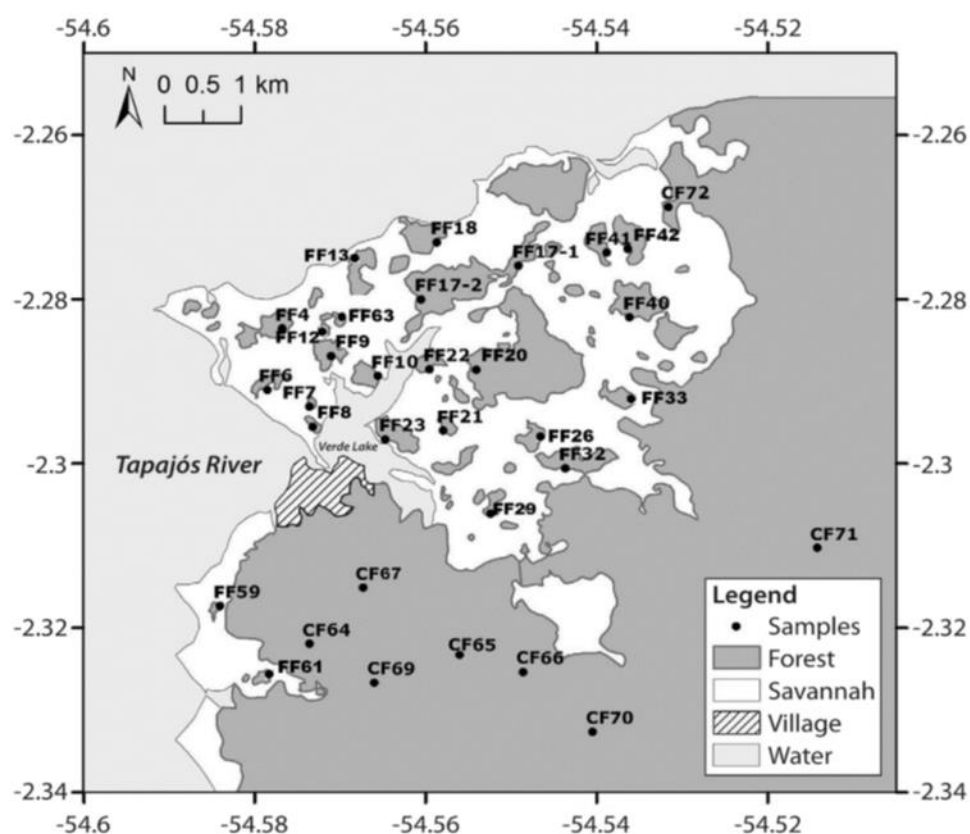 -54.6 -54.58 -54.56 -54.54 -54.52
N
0 0.5 1 km
-2.26 -2.26
CF72
FF18
FF41 FF42
FF13 FF17-1
-2.28 FF17-2 -2.28
FF40
FF4 FF63
FF12 FF9
FF10 FF22 FF20
FF6
FF7 FF33
FF8
FF23 FF21
FF26
Verde Lake
FF32
Tapajós River
-2.3 -2.3
FF29
CF71
CF67
FF59
Legend
Samples
-2.32 -2.32
CF64
CF65
CF66
FF61 CF69
Forest
Savannah
CF70
Village
Water
-2.34 -2.34
-54.6 -54.58 -54.56 -54.54 -54.52